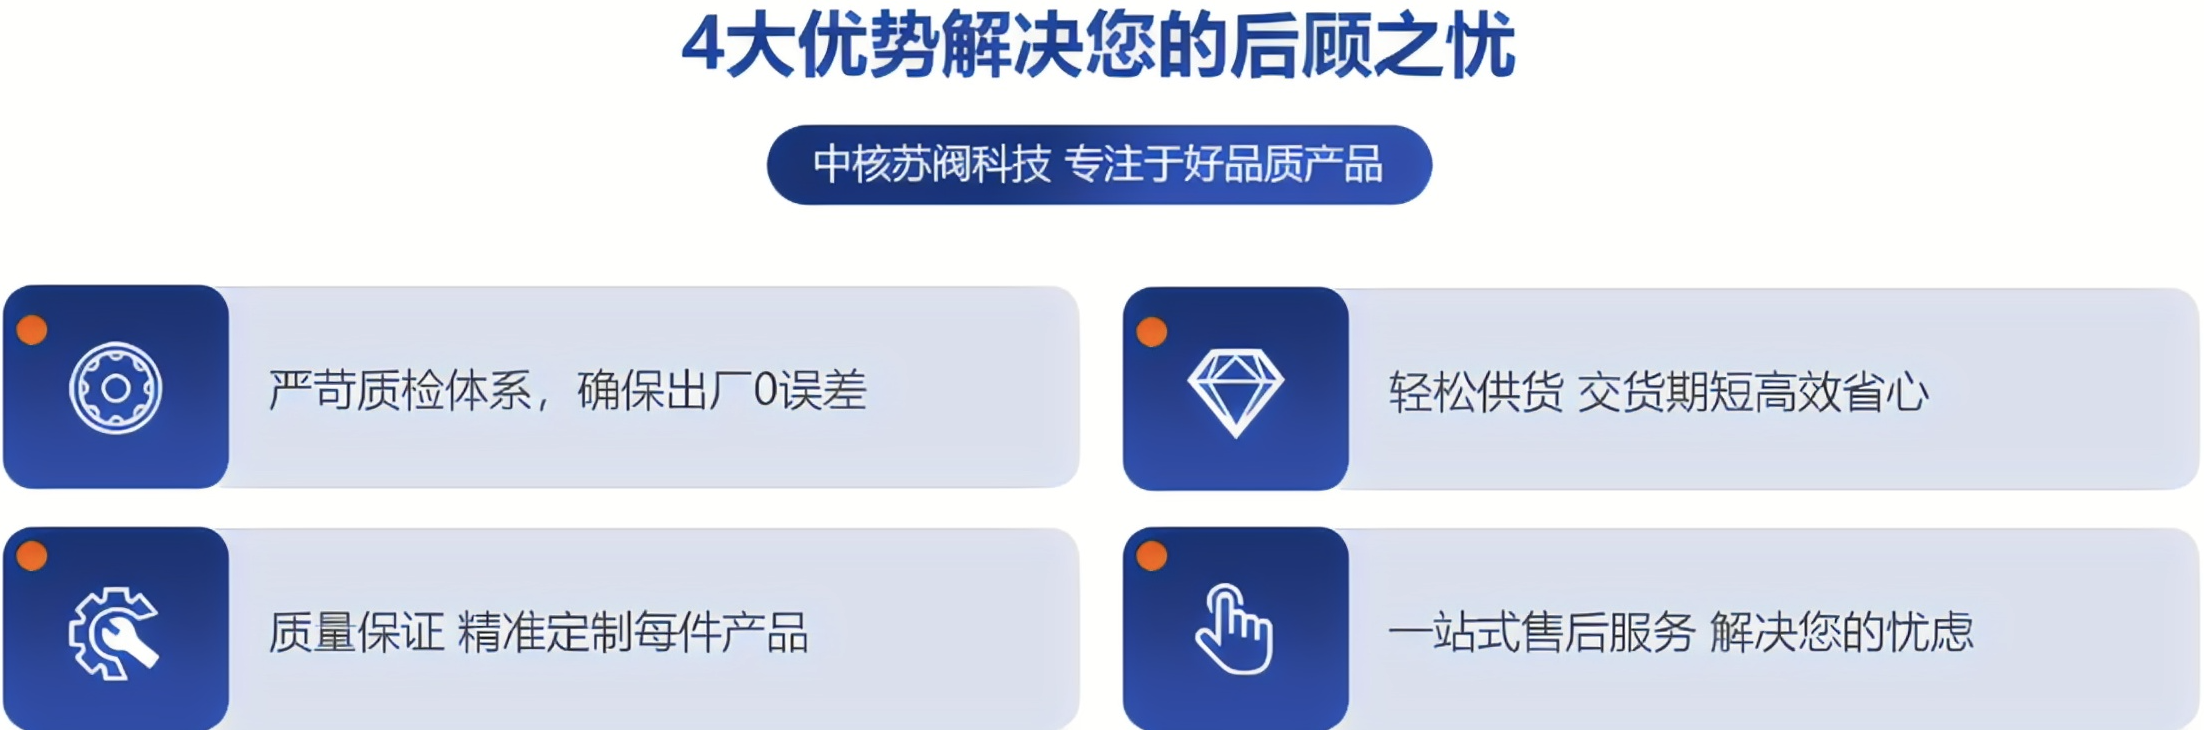 4大优势解决您的后顾之忧
中核苏阀科技 专注于好品质产品
严苛质检体系，确保出厂0误差
轻松供货 交货期短高效省心
质量保证 精准定制每件产品
一站式售后服务 解决您的忧虑